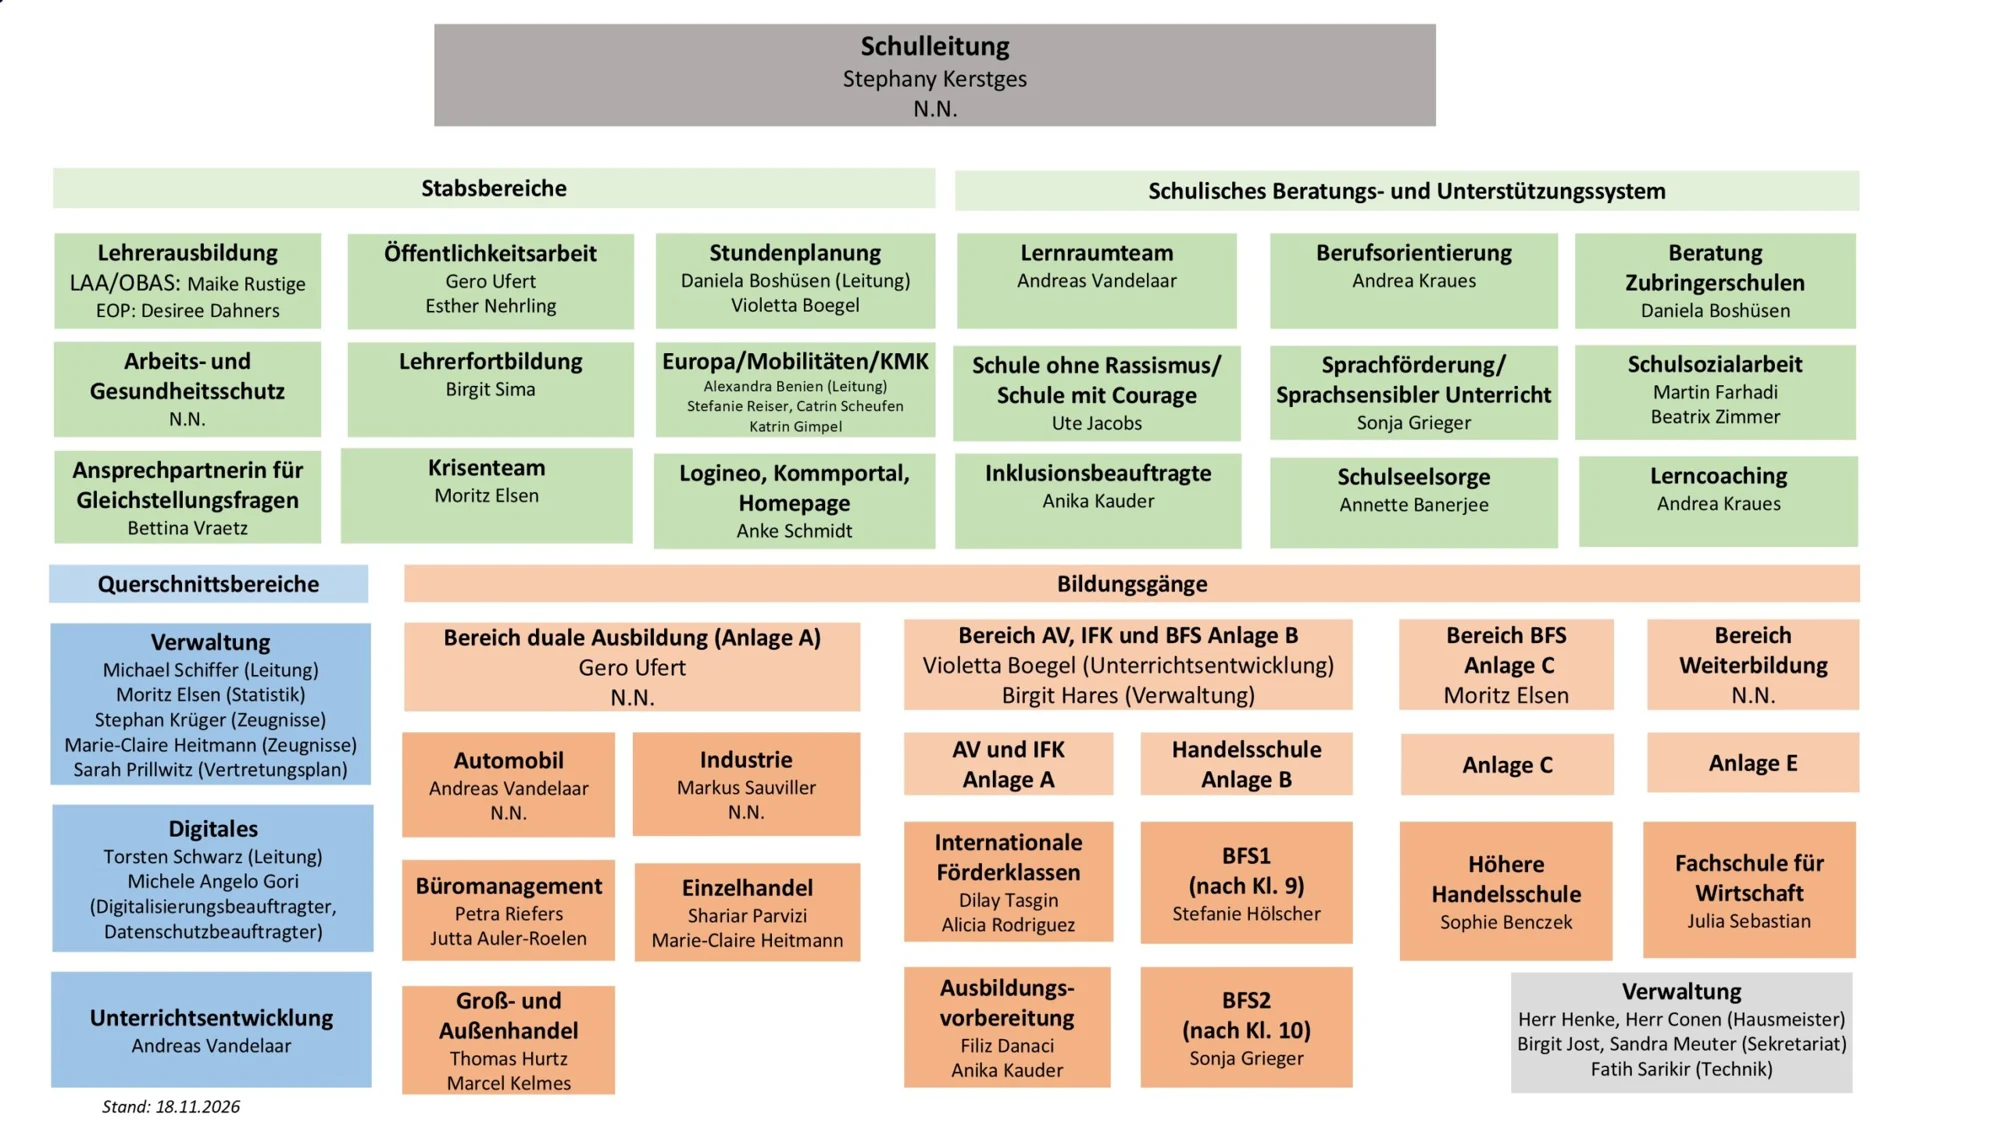 Schulleitung
Stephany Kerstges
N.N.
Stabsbereiche
Lehrerausbildung
LAA/OBAS: Maike Rustige
EOP: Desiree Dahners
Öffentlichkeitsarbeit
Gero Ufert
Esther Nehrling
Stundenplanung
Daniela Boshüsen (Leitung)
Violetta Boegel
Arbeits- und
Gesundheitsschutz
N.N.
Lehrerfortbildung
Birgit Sima
Europa/Mobilitäten/KMK
Alexandra Benien (Leitung)
Stefanie Reiser, Catrin Scheufen
Katrin Gimpel
Ansprechpartnerin für
Gleichstellungsfragen
Bettina Vraetz
Krisenteam
Moritz Elsen
Logineo, Kommportal,
Homepage
Anke Schmidt
Schulisches Beratungs- und Unterstützungssystem
Lernraumteam
Andreas Vandelaar
Berufsorientierung
Andrea Kraues
Beratung
Zubringerschulen
Daniela Boshüsen
Schule ohne Rassismus/
Schule mit Courage
Ute Jacobs
Sprachförderung/
Sprachsensibler Unterricht
Sonja Grieger
Schulsozialarbeit
Martin Farhadi
Beatrix Zimmer
Inklusionsbeauftragte
Anika Kauder
Schulseelsorge
Annette Banerjee
Lerncoaching
Andrea Kraues
Querschnittsbereiche
Verwaltung
Michael Schiffer (Leitung)
Moritz Elsen (Statistik)
Stephan Krüger (Zeugnisse)
Marie-Claire Heitmann (Zeugnisse)
Sarah Prillwitz (Vertretungsplan)
Digitales
Torsten Schwarz (Leitung)
Michele Angelo Gori
(Digitalisierungsbeauftragter,
Datenschutzbeauftragter)
Unterrichtsentwicklung
Andreas Vandelaar
Bildungsgänge
Bereich duale Ausbildung (Anlage A)
Gero Ufert
N.N.
Automobil
Andreas Vandelaar
N.N.
Industrie
Markus Sauviller
N.N.
Büromanagement
Petra Riefers
Jutta Auler-Roelen
Einzelhandel
Shariar Parvizi
Marie-Claire Heitmann
Groß- und
Außenhandel
Thomas Hurtz
Marcel Kelmes
Bereich AV, IFK und BFS Anlage B
Violetta Boegel (Unterrichtsentwicklung)
Birgit Hares (Verwaltung)
AV und IFK
Anlage A
Handelsschule
Anlage B
Internationale
Förderklassen
Dilay Tasgin
Alicia Rodriguez
BFS1
(nach Kl. 9)
Stefanie Hölscher
Ausbildungs-
vorbereitung
Filiz Danaci
Anika Kauder
BFS2
(nach Kl. 10)
Sonja Grieger
Bereich BFS
Anlage C
Moritz Elsen
Anlage C
Höhere
Handelsschule
Sophie Benczek
Bereich
Weiterbildung
N.N.
Anlage E
Fachschule für
Wirtschaft
Julia Sebastian
Verwaltung
Herr Henke, Herr Conen (Hausmeister)
Birgit Jost, Sandra Meuter (Sekretariat)
Fatih Sarikir (Technik)
Stand: 18.11.2026